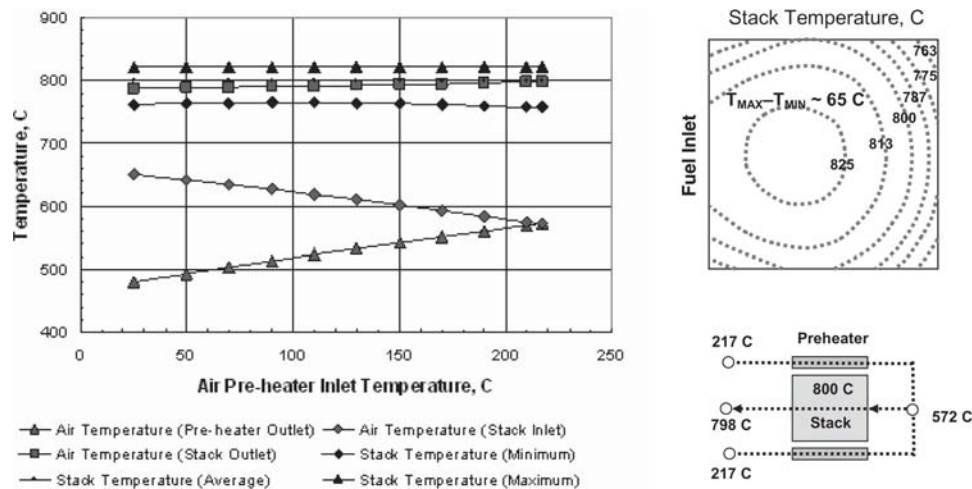 900
800
700
600
500
400
Temperature, C
0
50
100
150
200
250
Air Pre-heater Inlet Temperature, C
Air Temperature (Pre-heater Outlet)
Air Temperature (Stack Inlet)
Air Temperature (Stack Outlet)
Stack Temperature (Minimum)
Stack Temperature (Average)
Stack Temperature (Maximum)
Stack Temperature, C
763
775
787
800
813
825
TMAX–TMIN ~ 65 C
Fuel Inlet
217 C
Preheater
800 C
798 C
Stack
572 C
217 C